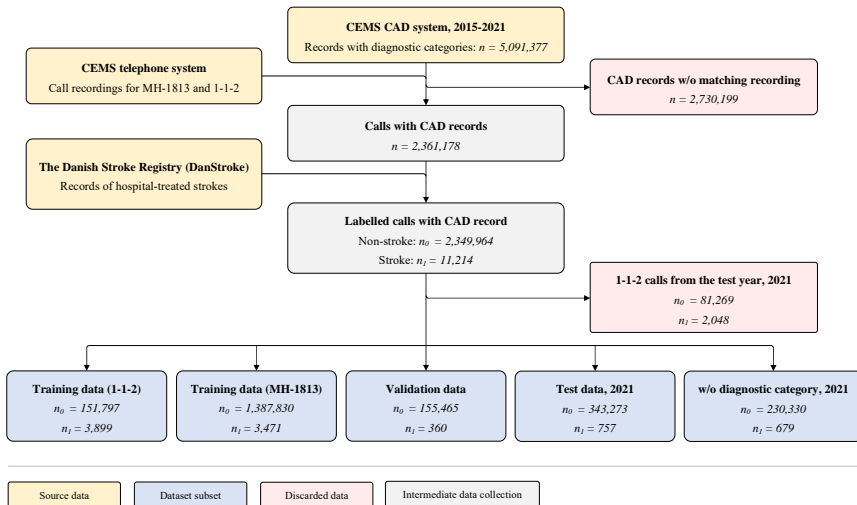 CEMS CAD system, 2015-2021
Records with diagnostic categories: n = 5,091,377
CEMS telephone system
Call recordings for MH-1813 and 1-1-2
CAD records w/o matching recording
n = 2,730,199
Calls with CAD records
n = 2,361,178
The Danish Stroke Registry (DanStroke)
Records of hospital-treated strokes
Labelled calls with CAD record
Non-stroke: n₀ = 2,349,964
Stroke: n₁ = 11,214
1-1-2 calls from the test year, 2021
n₀ = 81,269
n₁ = 2,048
Training data (1-1-2)
n₀ = 151,797
n₁ = 3,899
Training data (MH-1813)
n₀ = 1,387,830
n₁ = 3,471
Validation data
n₀ = 155,465
n₁ = 360
Test data, 2021
n₀ = 343,273
n₁ = 757
w/o diagnostic category, 2021
n₀ = 230,330
n₁ = 679
Source data
Dataset subset
Discarded data
Intermediate data collection